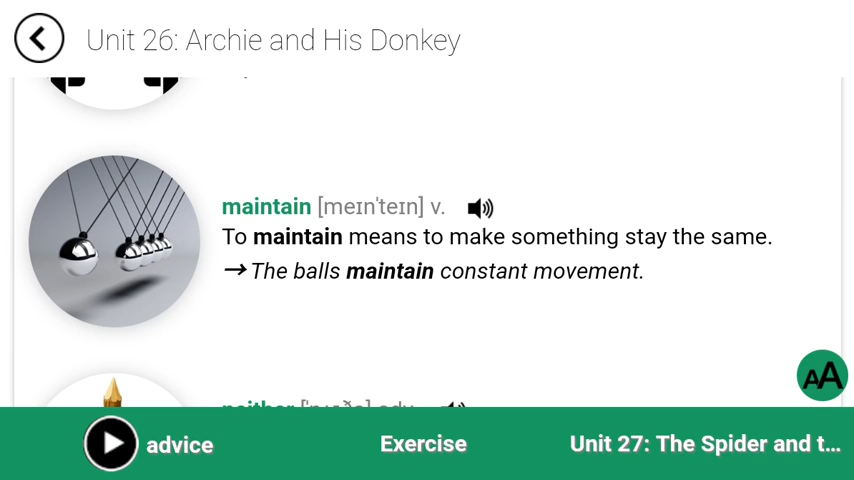 Unit 26: Archie and His Donkey
maintain [meɪn'teɪn] v.
To maintain means to make something stay the same.
→ The balls maintain constant movement.
AA
advice
Exercise
Unit 27: The Spider and t...